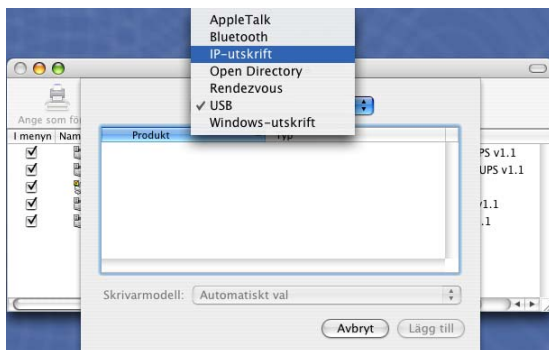 AppleTalk
Bluetooth
IP-utskrift
Open Directory
Rendezvous
✓ USB
Windows-utskrift
Ange som för
I menyn Nam
Produkt
Typ
PS v1.1
UPS v1.1
v1.1
.1
Skrivarmodell: Automatiskt val
Avbryt Lägg till